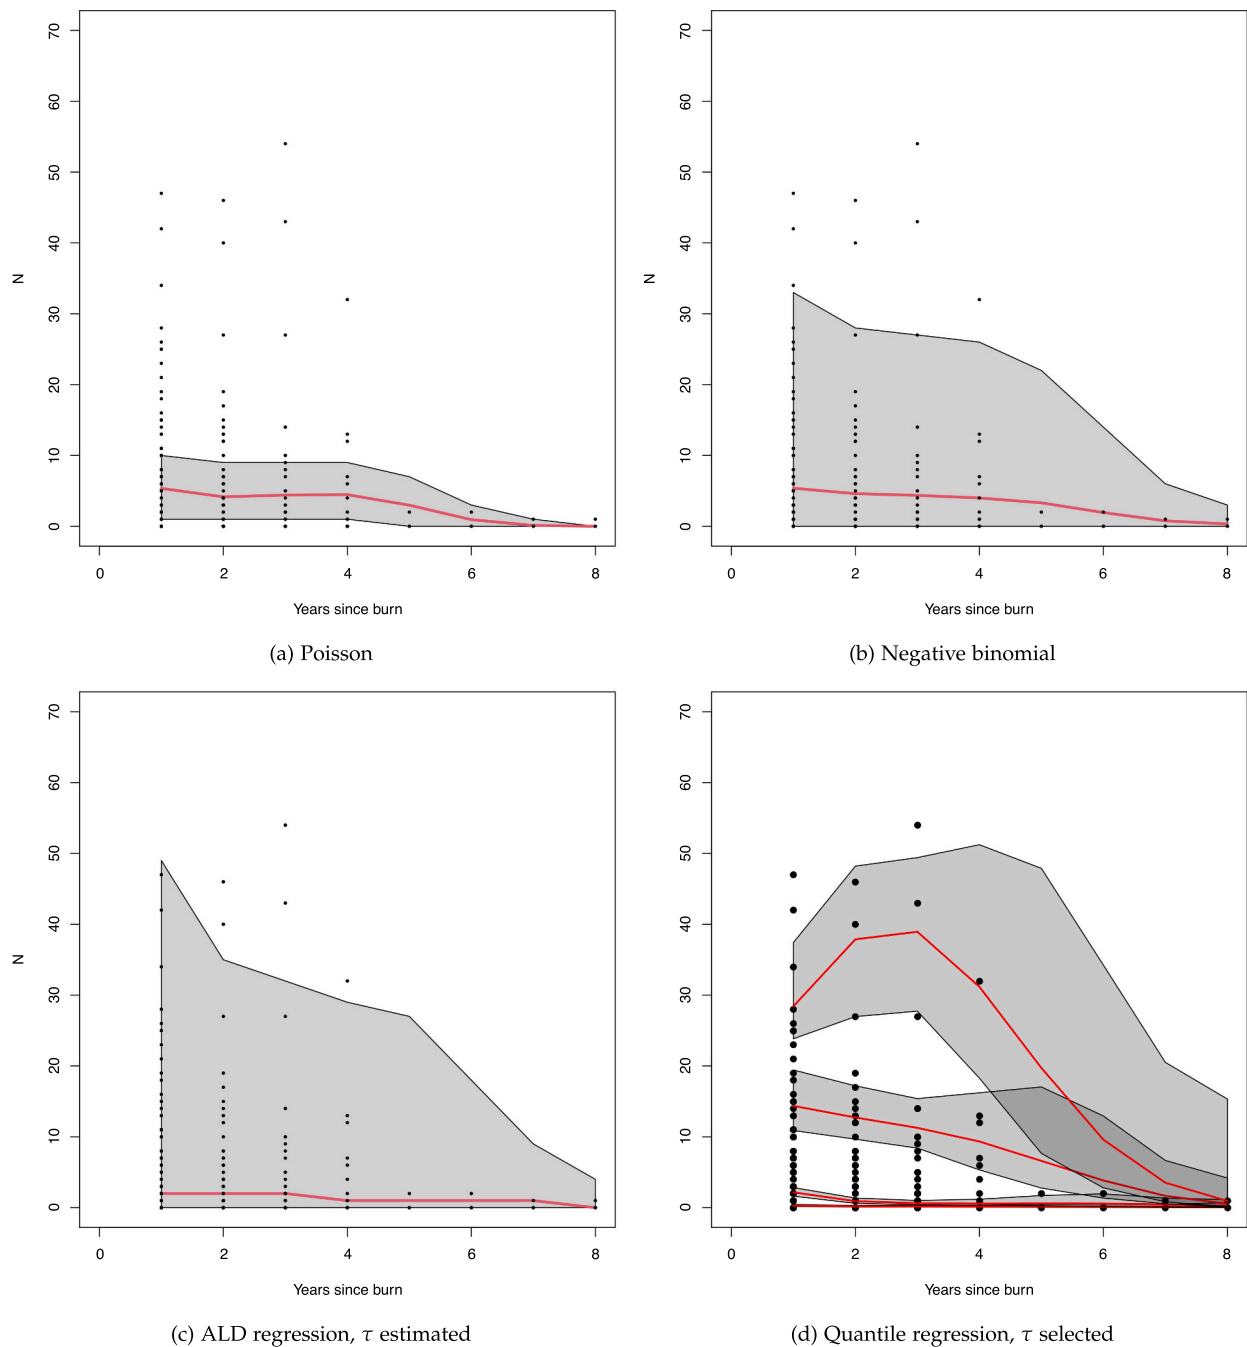 70
60
50
40
30
20
10
0
N
0 2 4 6 8
Years since burn
(a) Poisson
70
60
50
40
30
20
10
0
N
0 2 4 6 8
Years since burn
(b) Negative binomial
70
60
50
40
30
20
10
0
N
0 2 4 6 8
Years since burn
(c) ALD regression, τ estimated
70
60
50
40
30
20
10
0
0 2 4 6 8
Years since burn
(d) Quantile regression, τ selected